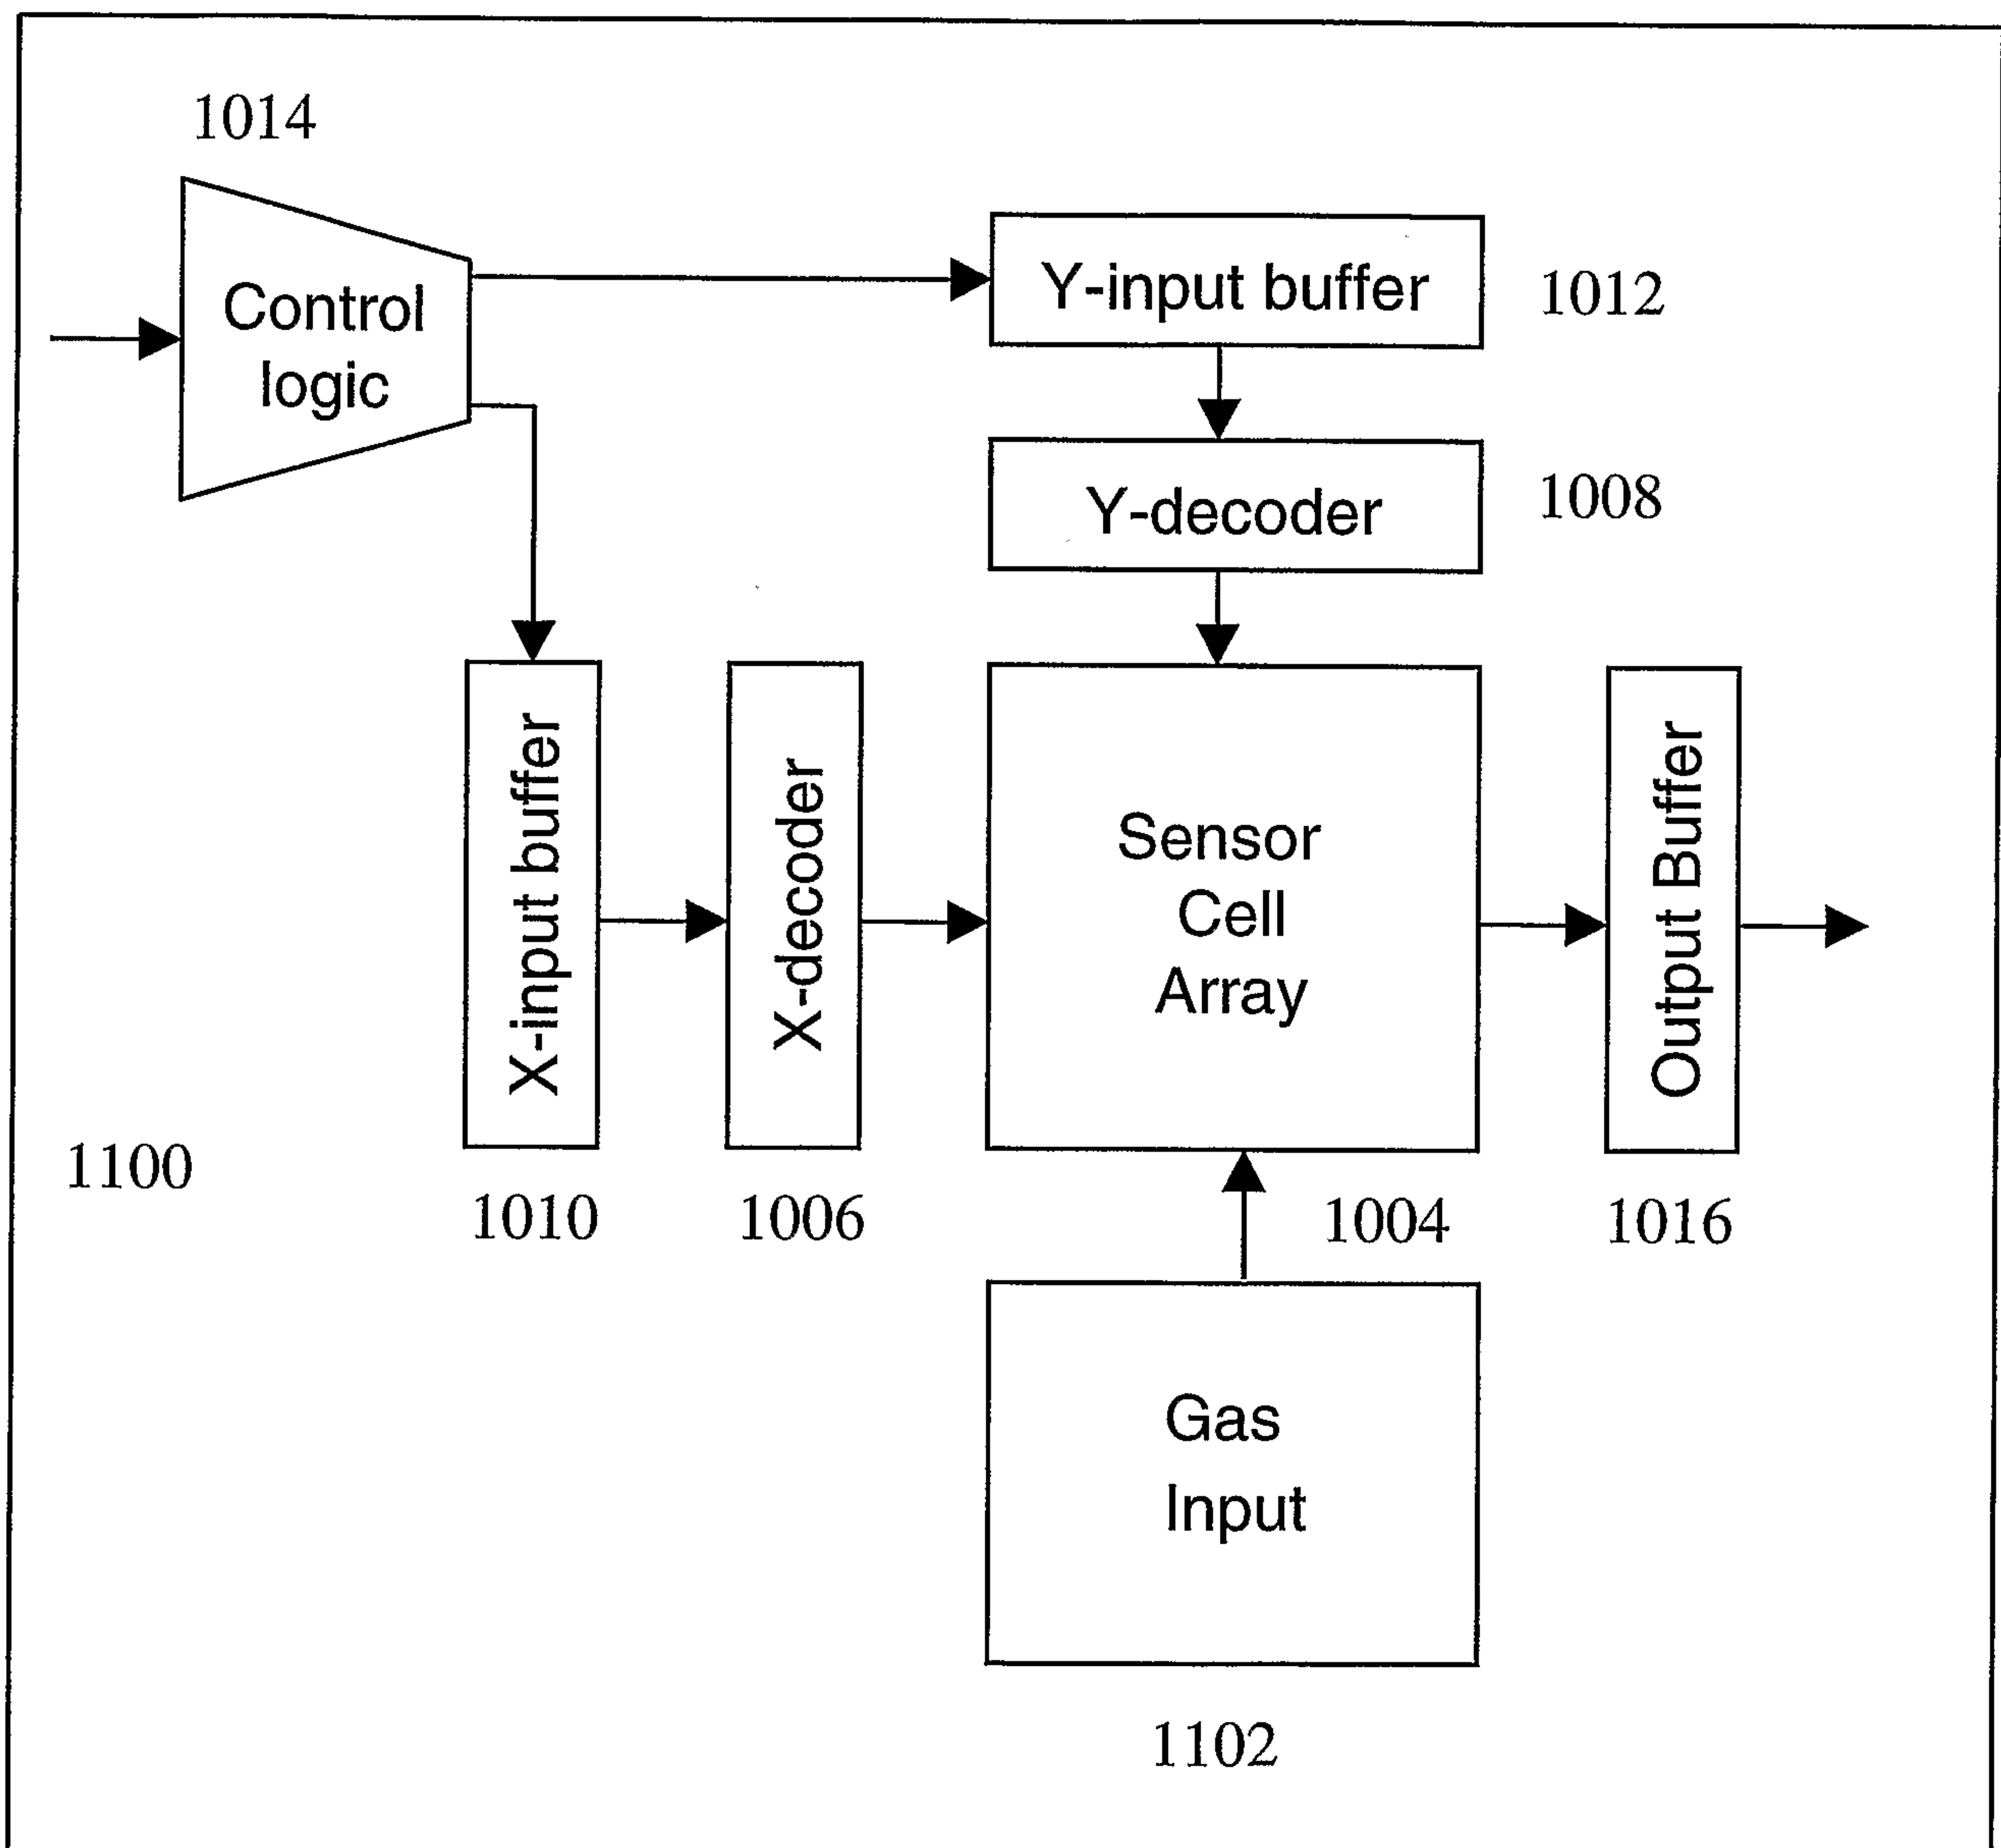 1014
Control
logic
Y-input buffer
1012
Y-decoder
1008
X-input buffer
X-decoder
Sensor
Cell
Array
Output Buffer
1100
1010
1006
1004
1016
Gas
Input
1102